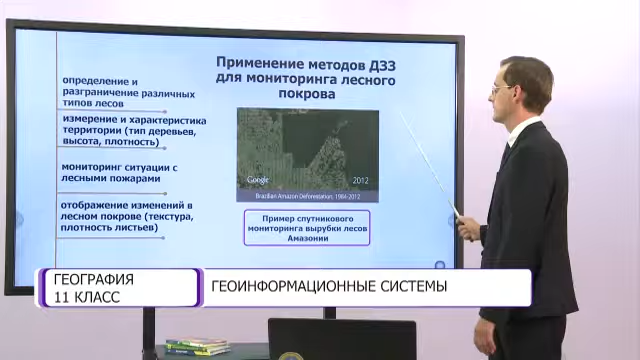 Применение методов ДЗЗ
для мониторинга лесного
покрова
определение и
разграничение различных
типов лесов
измерение и характеристика
территории (тип деревьев,
высота, плотность)
мониторинг ситуации с
лесными пожарами
отображение изменений в
лесном покрове (текстура,
плотность листьев)
Google
2012
Brazilian Amazon Deforestation, 1984-2012
Пример спутникового
мониторинга вырубки лесов
Амазонии
ГЕОГРАФИЯ
11 КЛАСС
ГЕОИНФОРМАЦИОННЫЕ СИСТЕМЫ